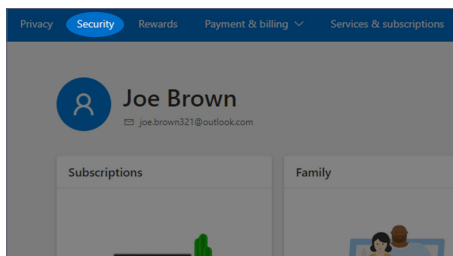 Privacy Security Rewards Payment & billing Services & subscriptions
Joe Brown
joe.brown321@outlook.com
Subscriptions Family